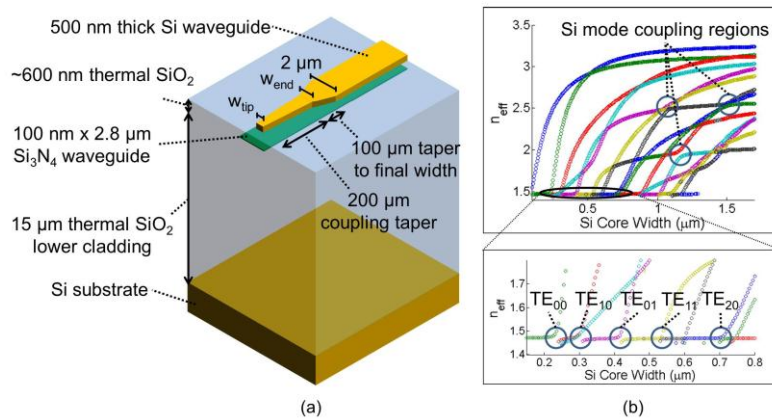 500 nm thick Si waveguide
2 µm
w_end
~600 nm thermal SiO₂
w_tip
100 nm x 2.8 µm
Si₃N₄ waveguide
100 µm taper
to final width
200 µm
coupling taper
15 µm thermal SiO₂
lower cladding
Si substrate
(a)
Si mode coupling regions
n_eff
3.5
3
2.5
2
1.5
0.5
1
1.5
Si Core Width (µm)
n_eff
1.7
1.6
1.5
1.4
TE₀₀
TE₁₀
TE₀₁
TE₁₁
TE₂₀
0.2
0.3
0.4
0.5
0.6
0.7
0.8
Si Core Width (µm)
(b)